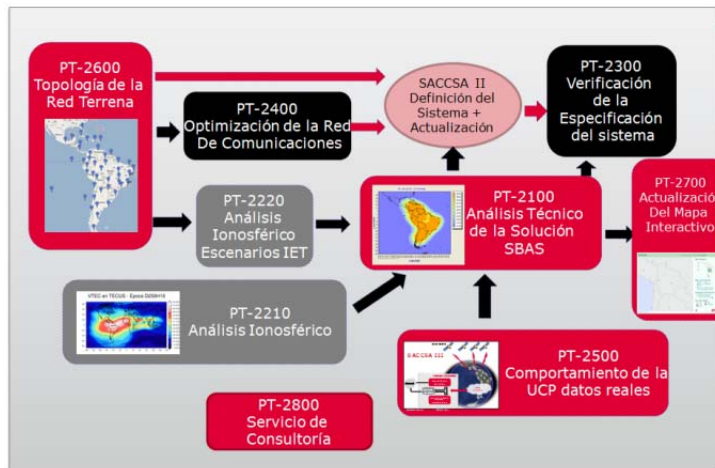 PT-2600
Topología de la
Red Terrena
PT-2400
Optimización de la Red
De Comunicaciones
SACCSA II
Definición del
Sistema +
Actualización
PT-2300
Verificación
de la
Especificación
del sistema
PT-2220
Análisis
Ionosférico
Escenarios IET
PT-2100
Análisis Técnico
de la Solución
SBAS
PT-2700
Actualizació
Del Mapa
Interactivo
VTEC en TECUS - Época
PT-2210
Análisis Ionosférico
SACCSA III
PT-2500
Comportamiento de la
UCP datos reales
PT-2800
Servicio de
Consultoría